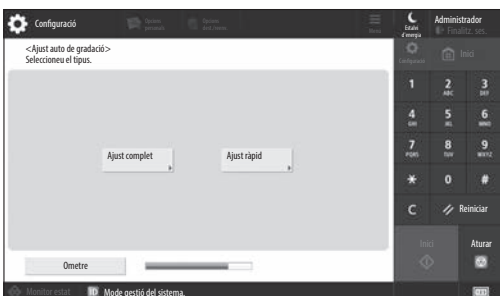 Configuració
Menú
Estalvi
d'energia
Administrador
Finalitz. ses.
<Ajust auto de gradació>
Seleccioneu el tipus.
Configuració
Inici
Ajust complet
Ajust ràpid
1
2
ABC
3
DEF
4
GHI
5
JKL
6
MNO
7
PQRS
8
TUV
9
WXYZ
*
0
#
C
Reiniciar
Inici
Aturar
Ometre
Monitor estat
ID
Mode gestió del sistema.